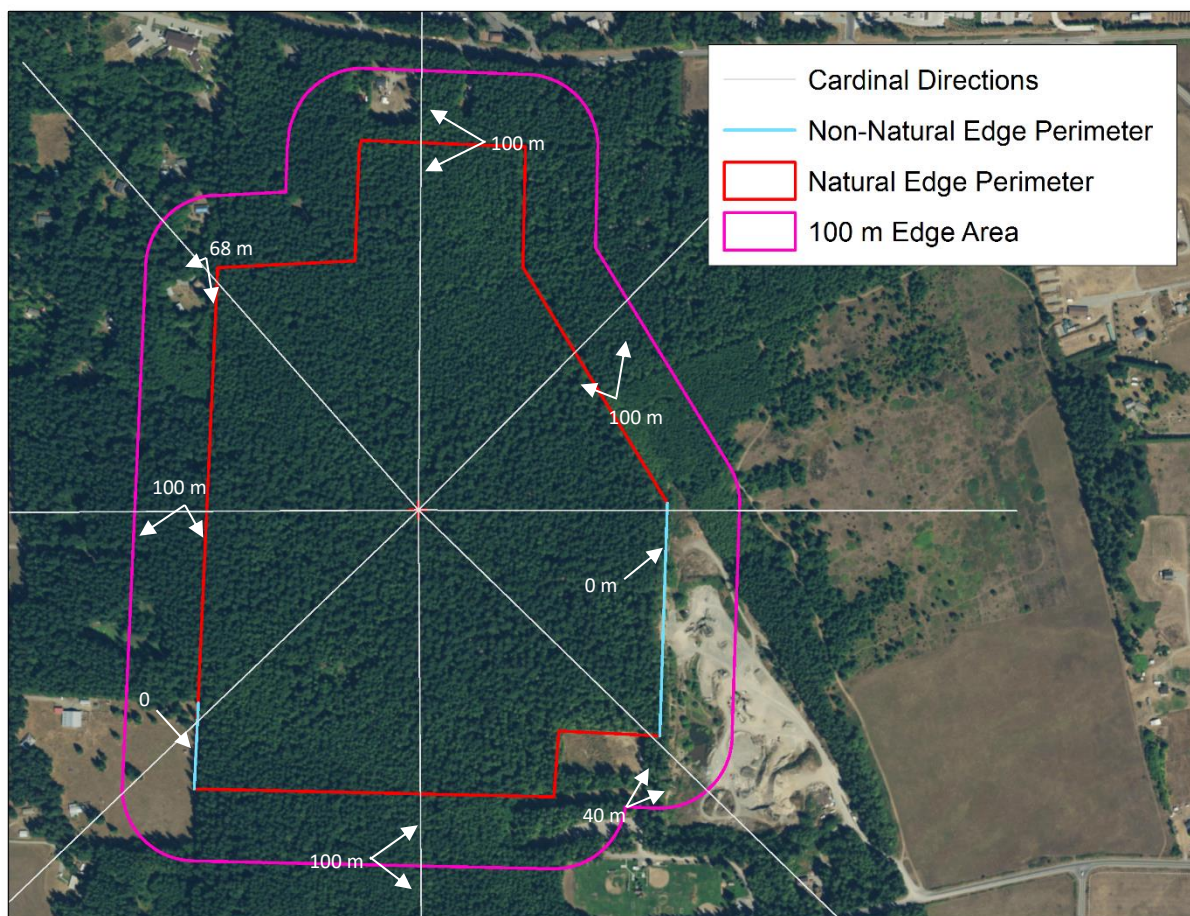 Cardinal Directions
Non-Natural Edge Perimeter
Natural Edge Perimeter
100 m Edge Area
100 m
68 m
100 m
100 m
0 m
0
40 m
100 m